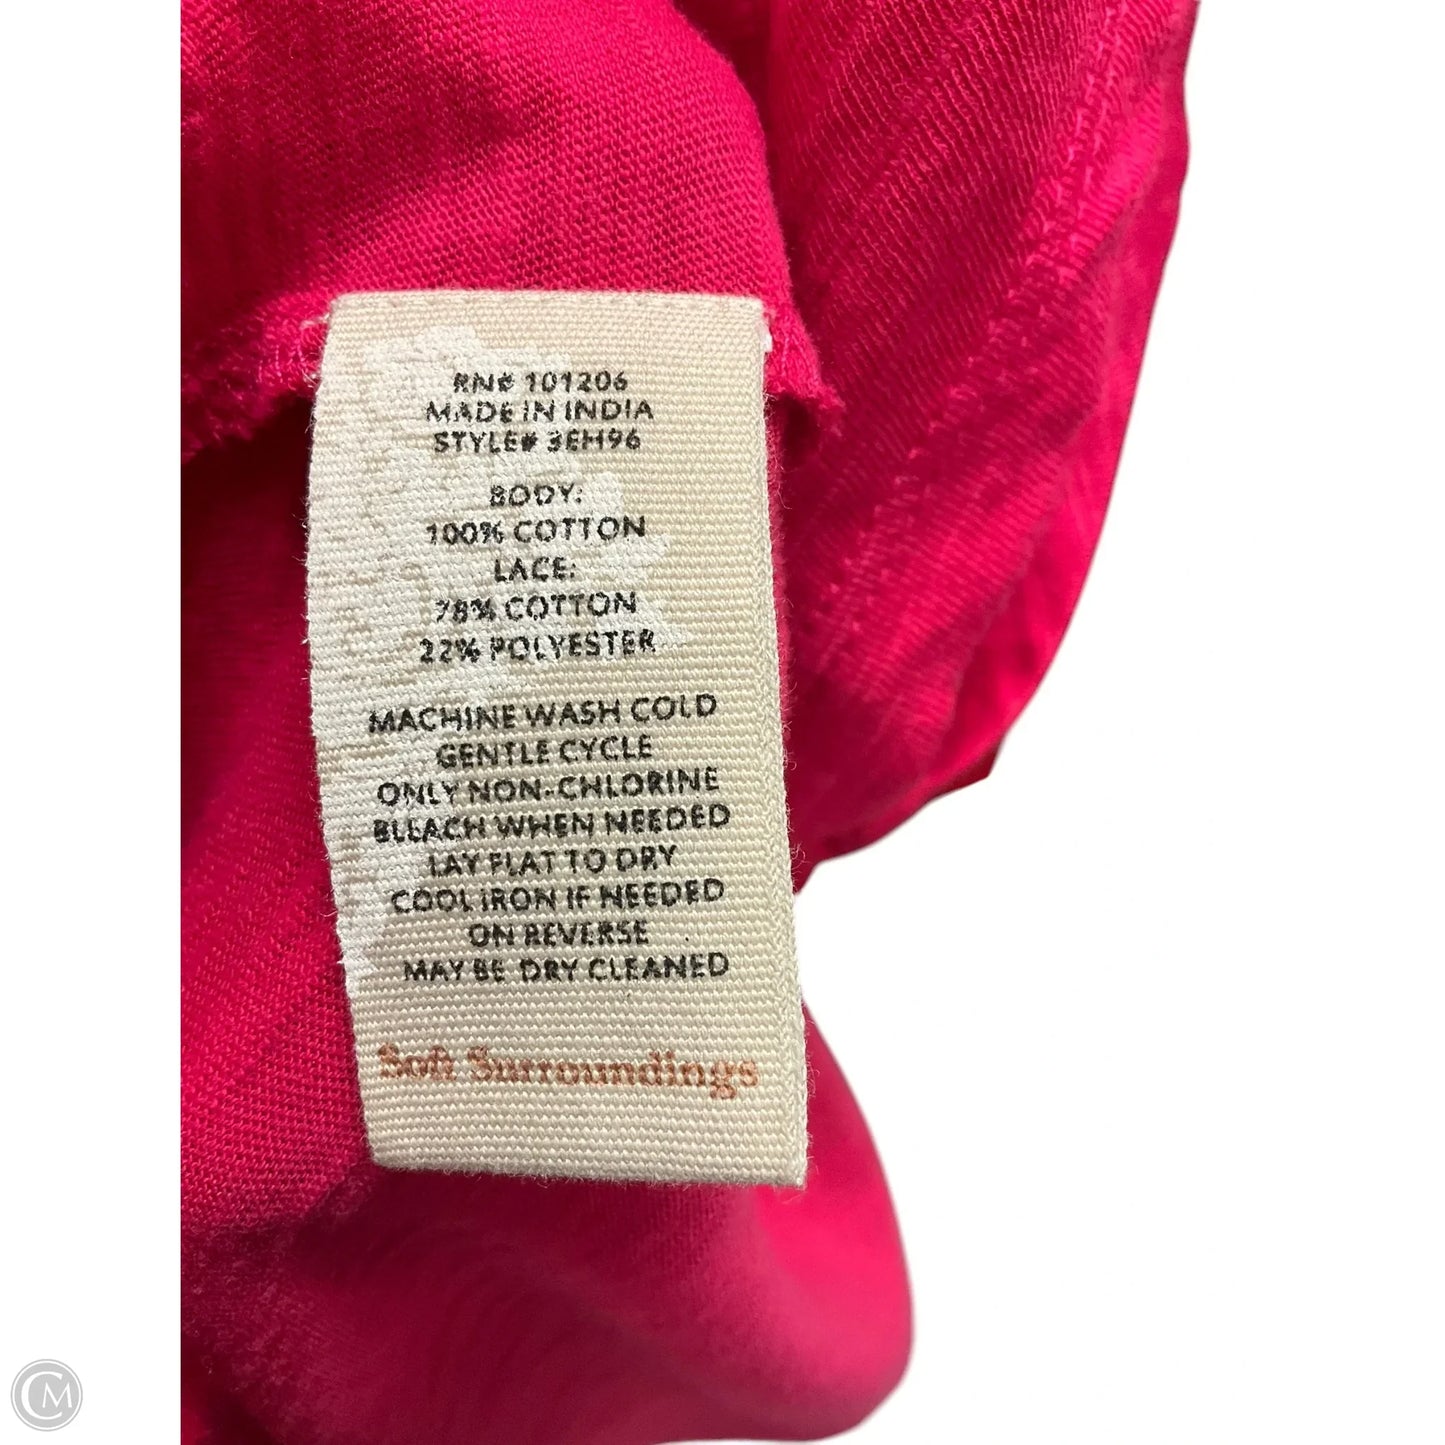 RN# 101206
MADE IN INDIA
STYLE# 3EH96
BODY:
100% COTTON
LACE:
78% COTTON
22% POLYESTER
MACHINE WASH COLD
GENTLE CYCLE
ONLY NON-CHLORINE
BLEACH WHEN NEEDED
LAY FLAT TO DRY
COOL IRON IF NEEDED
ON REVERSE
MAY BE DRY CLEANED
Soft Surroundings
CM